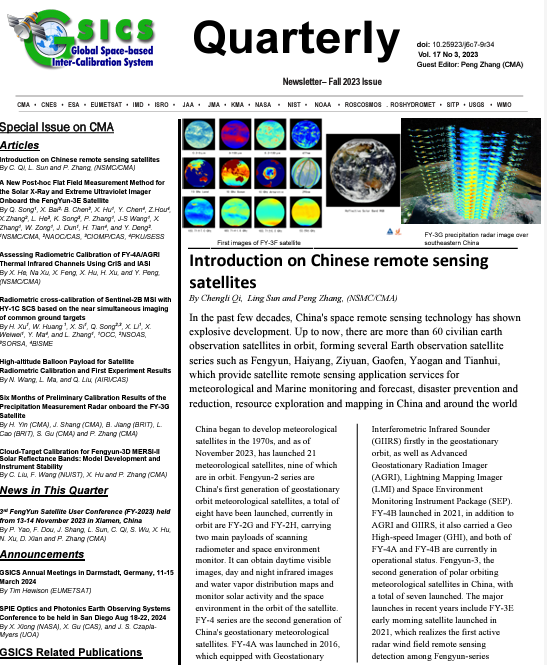 GSICS
Global Space-based
Inter-Calibration System
Quarterly
doi: 10.25923/j6c7-9r34
Vol. 17 No 3, 2023
Guest Editor: Peng Zhang (CMA)
Newsletter– Fall 2023 Issue
CMA • CNES • ESA • EUMETSAT • IMD • ISRO • JAA • JMA • KMA • NASA • NIST • NOAA • ROSCOSMOS . ROSHYDROMET • SITP • USGS • WMO
Special Issue on CMA
Articles
Introduction on Chinese remote sensing satellites
By C. Qi, L. Sun and P. Zhang, (NSMC/CMA)
A New Post-hoc Flat Field Measurement Method for
the Solar X-Ray and Extreme Ultraviolet Imager
Onboard the FengYun-3E Satellite
By Q. Song¹, X. Bai², B. Chen³, X. Hu¹, Y. Chen⁴, Z.Hou⁴,
X.Zhang², L. He³, K. Song³, P. Zhang¹, J-S Wang¹, X.
Zhang¹, W. Zong¹, J. Dun¹, H. Tian⁴, and Y. Deng².
¹NSMC/CMA, ²NAOC/CAS, ³CIOMP/CAS, ⁴PKU/SESS
Assessing Radiometric Calibration of FY-4A/AGRI
Thermal Infrared Channels Using CrIS and IASI
By X. He, Na Xu, X. Feng, X. Hu, H. Xu, and Y. Peng,
(NSMC/CMA)
Radiometric cross-calibration of Sentinel-2B MSI with
HY-1C SCS based on the near simultaneous imaging
of common ground targets
By H. Xu¹, W. Huang¹, X. Si², Q. Song²,³, X. Li³, X.
Weiwei¹, Y. Ma⁴, and L. Zhang¹, ¹OCC, ²NSOAS,
³SORSA, ⁴BISME
High-altitude Balloon Payload for Satellite
Radiometric Calibration and First Experiment Results
By N. Wang, L. Ma, and Q. Liu, (AIRI/CAS)
Six Months of Preliminary Calibration Results of the
Precipitation Measurement Radar onboard the FY-3G
Satellite
By H. Yin (CMA), J. Shang (CMA), B. Jiang (BRIT), L.
Cao (BRIT), S. Gu (CMA) and P. Zhang (CMA)
Cloud-Target Calibration for Fengyun-3D MERSI-II
Solar Reflectance Bands: Model Development and
Instrument Stability
By C. Liu, F. Wang (NUIST), X. Hu and P. Zhang (CMA)
News in This Quarter
3rd FengYun Satellite User Conference (FY-2023) held
from 13-14 November 2023 in Xiamen, China
By P. Yao, F. Dou, J. Shang, L. Sun, C. Qi, S. Wu, X. Hu,
N. Xu, D. Xian and P. Zhang (CMA)
Announcements
GSICS Annual Meetings in Darmstadt, Germany, 11-15
March 2024
By Tim Hewison (EUMETSAT)
SPIE Optics and Photonics Earth Observing Systems
Conference to be held in San Diego Aug 18-22, 2024
By X. Xiong (NASA), X. Gu (CAS), and J. S. Czapla-
Myers (UOA)
GSICS Related Publications
First images of FY-3F satellite
FY-3G precipitation radar image over
southeastern China
Introduction on Chinese remote sensing
satellites
By Chengli Qi, Ling Sun and Peng Zhang, (NSMC/CMA)
In the past few decades, China's space remote sensing technology has shown
explosive development. Up to now, there are more than 60 civilian earth
observation satellites in orbit, forming several Earth observation satellite
series such as Fengyun, Haiyang, Ziyuan, Gaofen, Yaogan and Tianhui,
which provide satellite remote sensing application services for
meteorological and Marine monitoring and forecast, disaster prevention and
reduction, resource exploration and mapping in China and around the world
China began to develop meteorological
satellites in the 1970s, and as of
November 2023, has launched 21
meteorological satellites, nine of which
are in orbit. Fengyun-2 series are
China's first generation of geostationary
orbit meteorological satellites, a total of
eight have been launched, currently in
orbit are FY-2G and FY-2H, carrying
two main payloads of scanning
radiometer and space environment
monitor. It can obtain daytime visible
images, day and night infrared images
and water vapor distribution maps and
monitor solar activity and the space
environment in the orbit of the satellite.
FY-4 series are the second generation of
China's geostationary meteorological
satellites. FY-4A was launched in 2016,
which equipped with Geostationary
Interferometric Infrared Sounder
(GIIRS) firstly in the geostationary
orbit, as well as Advanced
Geostationary Radiation Imager
(AGRI), Lightning Mapping Imager
(LMI) and Space Environment
Monitoring Instrument Package (SEP).
FY-4B launched in 2021, in addition to
AGRI and GIIRS, it also carried a Geo
High-speed Imager (GHI), and both of
FY-4A and FY-4B are currently in
operational status. Fengyun-3, the
second generation of polar orbiting
meteorological satellites in China, with
a total of seven launched. The major
launches in recent years include FY-3E
early morning satellite launched in
2021, which realizes the first active
radar wind field remote sensing
detection among Fengyun-series